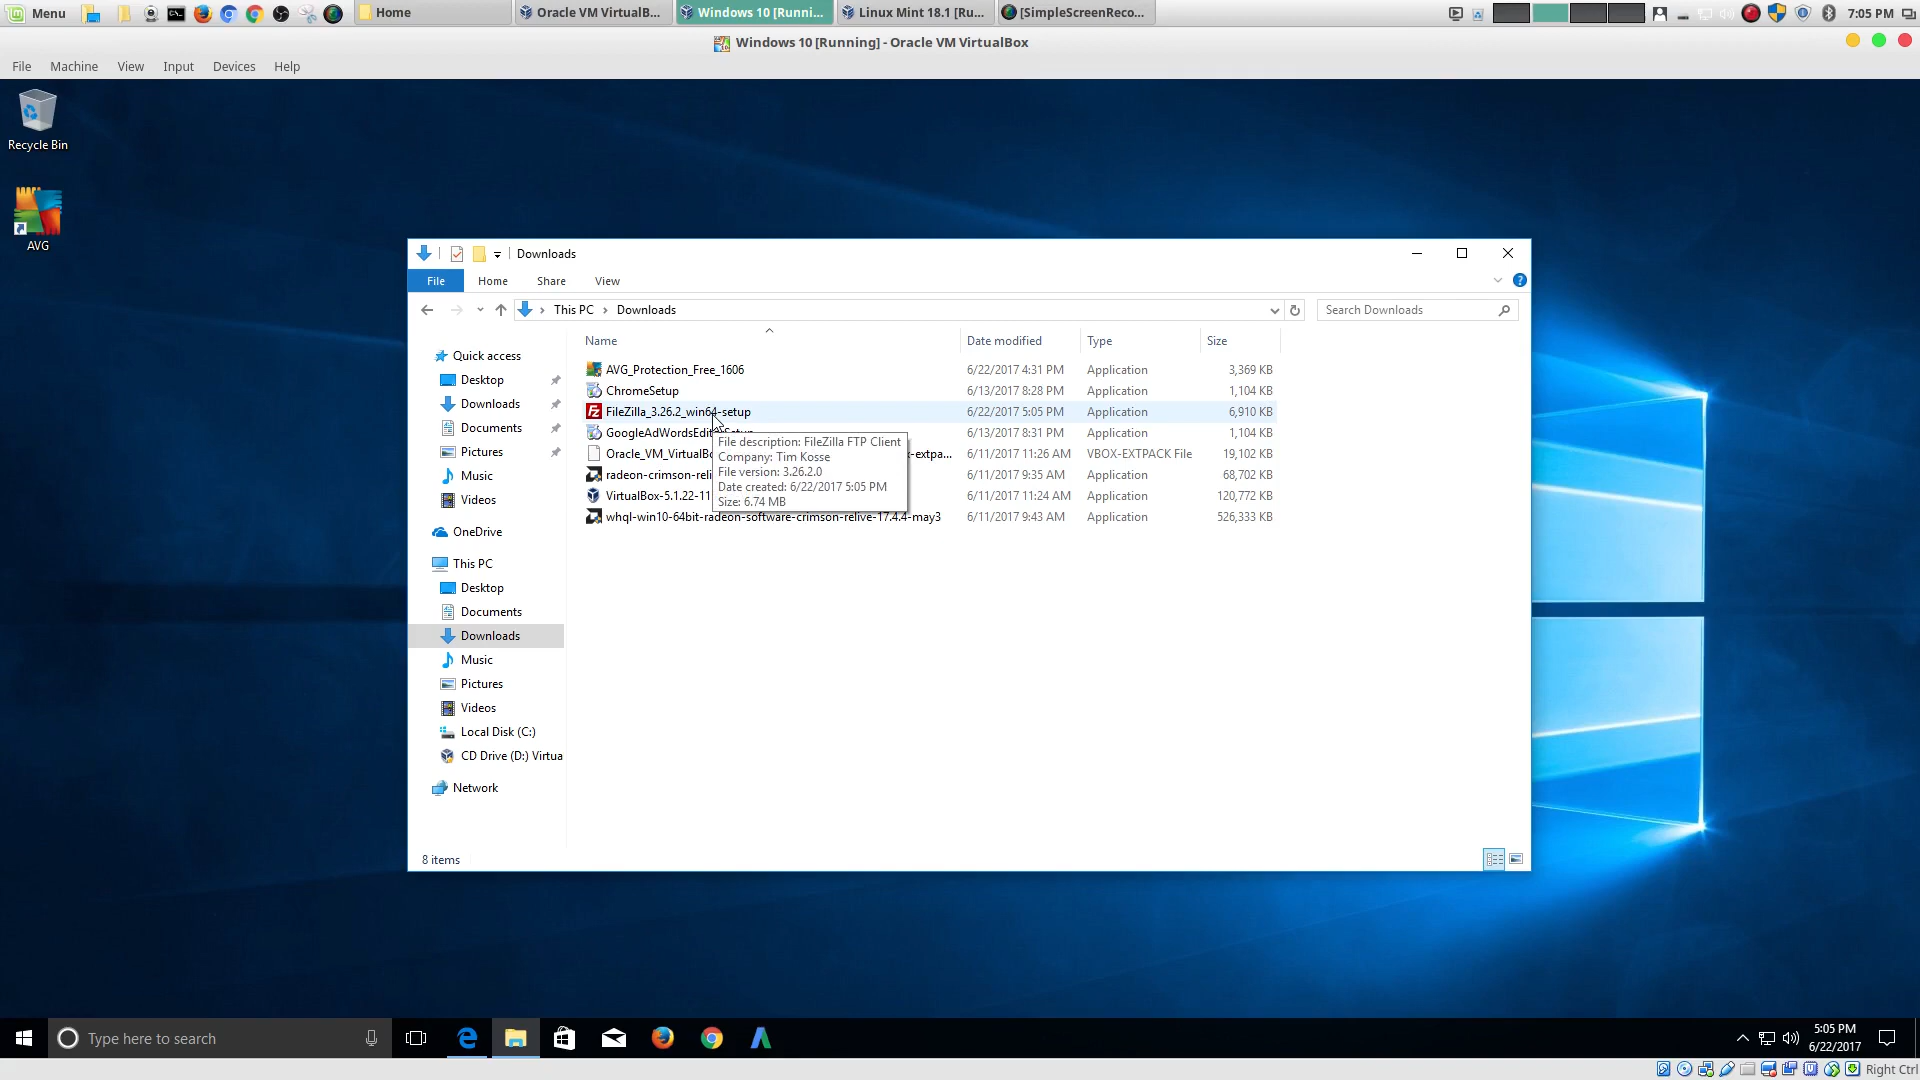 Menu
Home
Oracle VM VirtualB...
Windows 10 [Runni...
Linux Mint 18.1 [Ru...
[SimpleScreenReco...
7:05 PM
Windows 10 [Running] - Oracle VM VirtualBox
File Machine View Input Devices Help
Recycle Bin
AVG
Downloads
File Home Share View
This PC > Downloads
Search Downloads
Name Date modified Type Size
AVG_Protection_Free_1606 6/22/2017 4:31 PM Application 3,369 KB
ChromeSetup 6/13/2017 8:28 PM Application 1,104 KB
FileZilla_3.26.2_win64-setup 6/22/2017 5:05 PM Application 6,910 KB
GoogleAdWordsEdit 6/13/2017 8:31 PM Application 1,104 KB
Oracle_VM_VirtualBo x-extpa... 6/11/2017 11:26 AM VBOX-EXTPACK File 19,102 KB
radeon-crimson-reli 6/11/2017 9:35 AM Application 68,702 KB
VirtualBox-5.1.22-11 6/11/2017 11:24 AM Application 120,772 KB
whql-win10-64bit-radeon-software-crimson-relive-17.4.4-may3 6/11/2017 9:43 AM Application 526,333 KB
File description: FileZilla FTP Client
Company: Tim Kosse
File version: 3.26.2.0
Date created: 6/22/2017 5:05 PM
Size: 6.74 MB
Quick access
Desktop
Downloads
Documents
Pictures
Music
Videos
OneDrive
This PC
Desktop
Documents
Downloads
Music
Pictures
Videos
Local Disk (C:)
CD Drive (D:) Virtua
Network
8 items
Type here to search
5:05 PM
6/22/2017
Right Ctrl